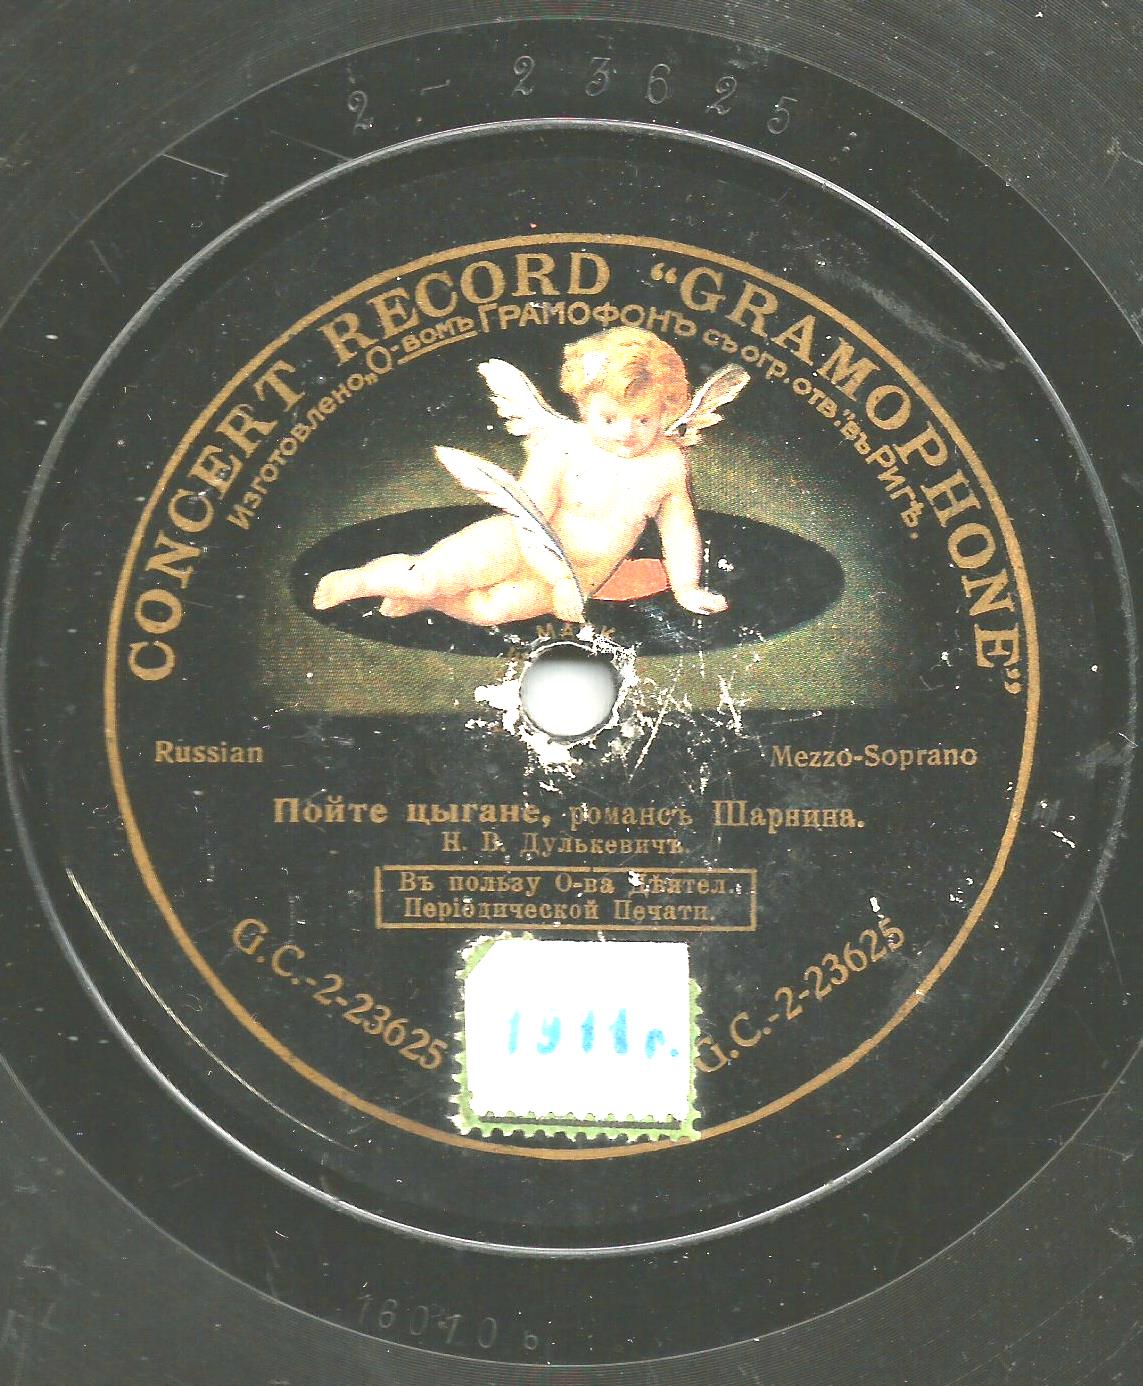 2-23625
CONCERT RECORD "GRAMOPHONE"
Изготовлено „О-вомъ ГРАМОФОНЪ съ огр. отв." въ Ригѣ.
Russian
Mezzo-Soprano
Пойте цыгане, романсъ Шарнина.
Н. В. Дулькевичъ.
Въ пользу О-ва Дѣятел.
Періодической Печати.
G.C.-2-23625
G.C.-2-23625
1911 г.